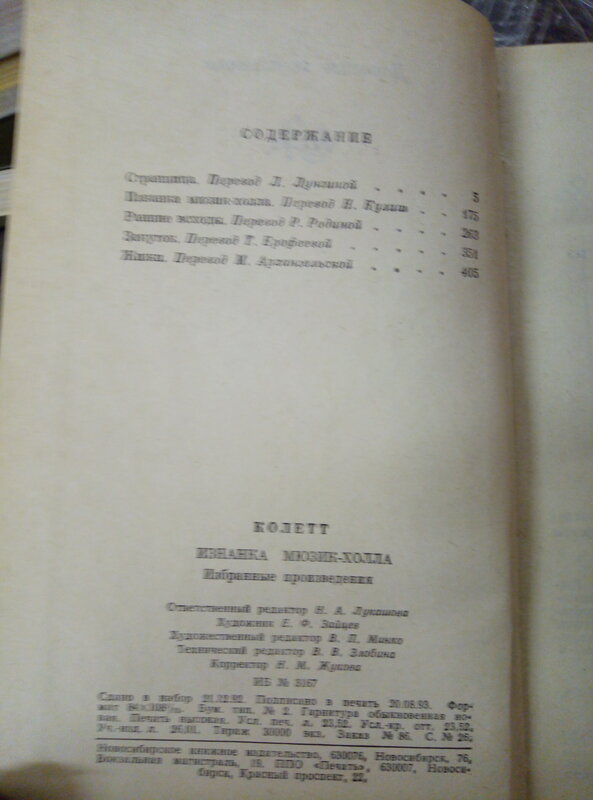 СОДЕРЖАНИЕ
Странница. Перевод Л. Лунгиной . . . . 5
Изнанка мюзик-холла. Перевод Н. Кулиш . . 175
Ранние всходы. Перевод Р. Родиной . . . . 263
Закуток. Перевод Г. Ерофеевой . . . . 351
Кошка. Перевод М. Архангельской . . . . 405
КОЛЕТТ
ИЗНАНКА МЮЗИК-ХОЛЛА
Избранные произведения
Ответственный редактор Н. А. Лукашова
Художник Е. Ф. Зайцев
Художественный редактор В. П. Минко
Технический редактор В. В. Злобина
Корректор Н. М. Жукова
ИБ № 3167
Сдано в набор 21.12.92. Подписано в печать 20.08.93. Фор-
мат 84×108¹/₃₂. Бум. тип. № 2. Гарнитура обыкновенная но-
вая. Печать высокая. Усл. печ. л. 23,52. Усл.-кр. отт. 23,52.
Уч.-изд. л. 26,01. Тираж 30000 экз. Заказ № 86. С. № 26.
Новосибирское книжное издательство, 630076, Новосибирск, 76,
Вокзальная магистраль, 19. ППО «Печать», 630007, Новоси-
бирск, Красный проспект, 22.